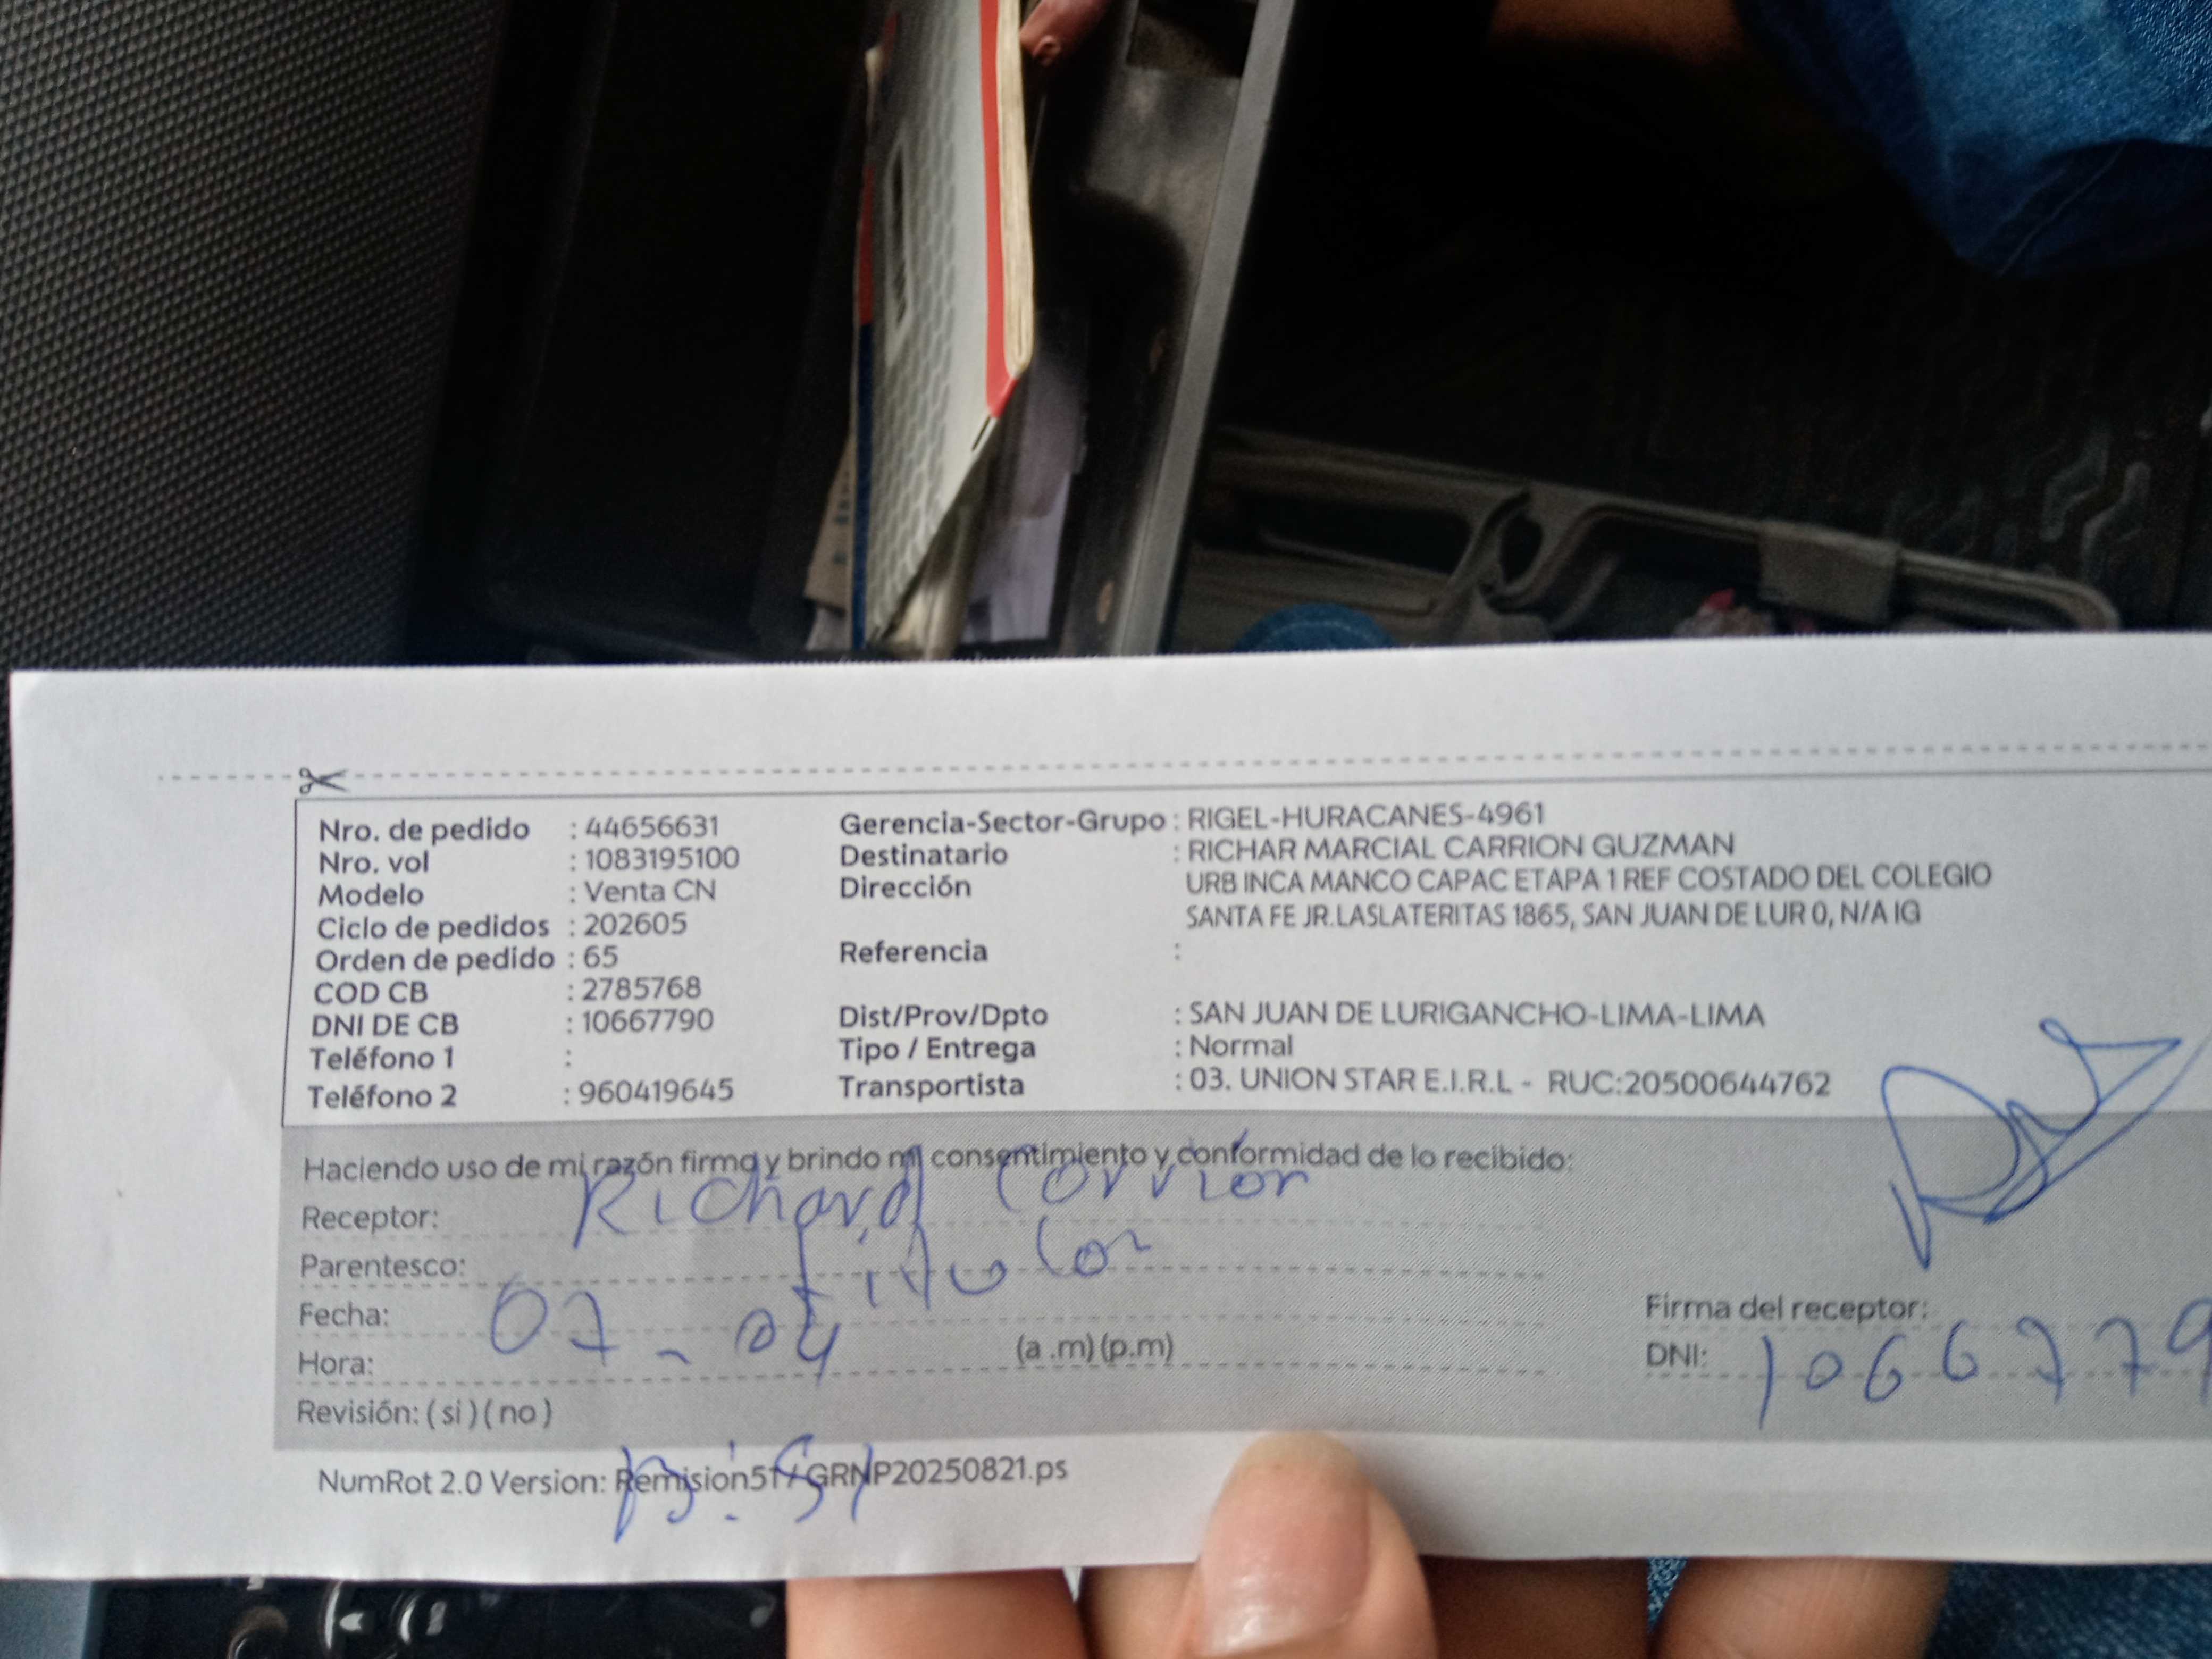 Nro. de pedido : 44656631 Gerencia-Sector-Grupo : RIGEL-HURACANES-4961
Nro. vol : 1083195100 Destinatario : RICHAR MARCIAL CARRION GUZMAN
Modelo : Venta CN Dirección URB INCA MANCO CAPAC ETAPA 1 REF COSTADO DEL COLEGIO
Ciclo de pedidos : 202605 SANTA FE JR.LASLATERITAS 1865, SAN JUAN DE LUR 0, N/A IG
Orden de pedido : 65 Referencia :
COD CB : 2785768
DNI DE CB : 10667790 Dist/Prov/Dpto : SAN JUAN DE LURIGANCHO-LIMA-LIMA
Teléfono 1 : Tipo / Entrega : Normal
Teléfono 2 : 960419645 Transportista : 03. UNION STAR E.I.R.L - RUC:20500644762
Haciendo uso de mi razón firmo y brindo mi consentimiento y conformidad de lo recibido:
Receptor: Richard Carrion
Parentesco: titular
Fecha: 07-04 Firma del receptor:
Hora: (a .m) (p.m) DNI: 1066779
Revisión: ( si ) ( no )
NumRot 2.0 Version: Remision51 / GRNP20250821.ps